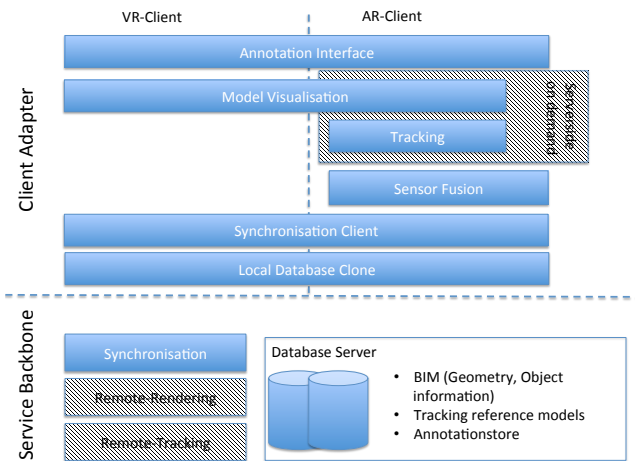 VR-Client
AR-Client
Client Adapter
Annotation Interface
Model Visualisation
Serverside
on demand
Tracking
Sensor Fusion
Synchronisation Client
Local Database Clone
Service Backbone
Synchronisation
Remote-Rendering
Remote-Tracking
Database Server
• BIM (Geometry, Object
information)
• Tracking reference models
• Annotationstore